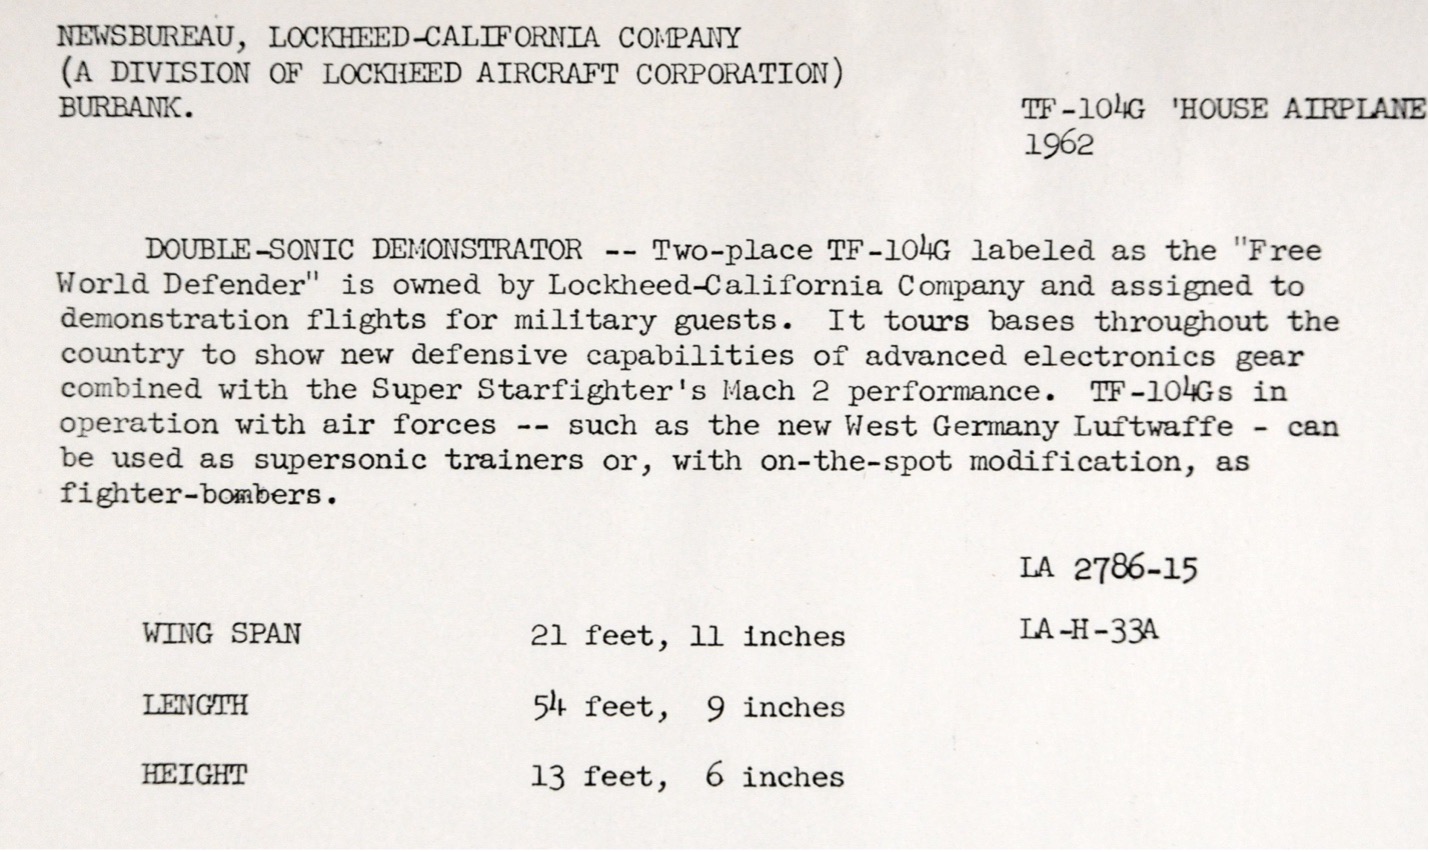 NEWSBUREAU, LOCKHEED-CALIFORNIA COMPANY
(A DIVISION OF LOCKHEED AIRCRAFT CORPORATION)
BURBANK.
TF-104G 'HOUSE AIRPLANE
1962
DOUBLE-SONIC DEMONSTRATOR -- Two-place TF-104G labeled as the "Free
World Defender" is owned by Lockheed-California Company and assigned to
demonstration flights for military guests. It tours bases throughout the
country to show new defensive capabilities of advanced electronics gear
combined with the Super Starfighter's Mach 2 performance. TF-104Gs in
operation with air forces -- such as the new West Germany Luftwaffe - can
be used as supersonic trainers or, with on-the-spot modification, as
fighter-bombers.
LA 2786-15
WING SPAN 21 feet, 11 inches LA-H-33A
LENGTH 54 feet, 9 inches
HEIGHT 13 feet, 6 inches